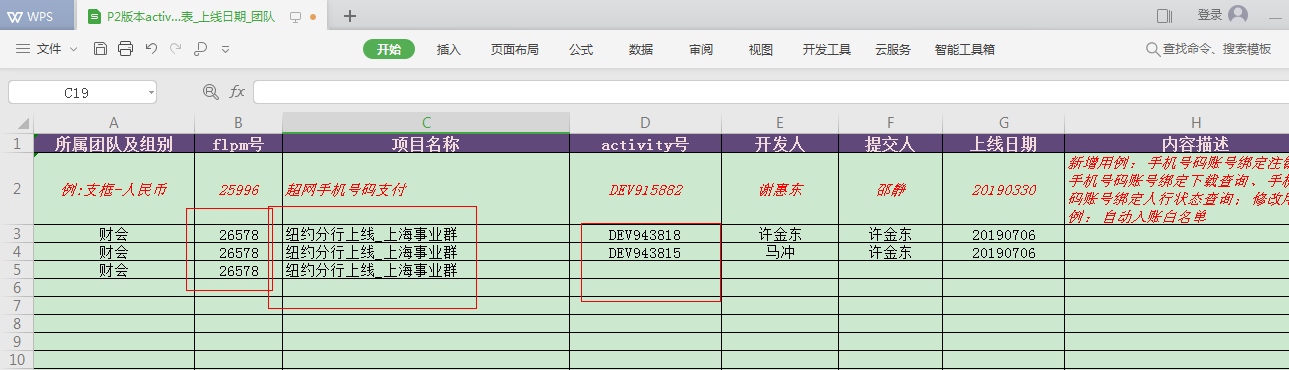 WPS
P2版本activ...表_上线日期_团队
登录
文件
开始
插入
页面布局
公式
数据
审阅
视图
开发工具
云服务
智能工具箱
查找命令、搜索模板
C19
fx
A B C D E F G H
1 所属团队及组别 flpm号 项目名称 activity号 开发人 提交人 上线日期 内容描述
2 例:支框-人民币 25996 超网手机号码支付 DEV915882 谢惠东 邵静 20190330
新增用例：手机号码账号绑定注销
手机号码账号绑定下载查询、手机
码账号绑定人行状态查询；修改用
例：自动入账白名单
3 财会 26578 纽约分行上线_上海事业群 DEV943818 许金东 许金东 20190706
4 财会 26578 纽约分行上线_上海事业群 DEV943815 马冲 许金东 20190706
5 财会 26578 纽约分行上线_上海事业群
6
7
8
9
10